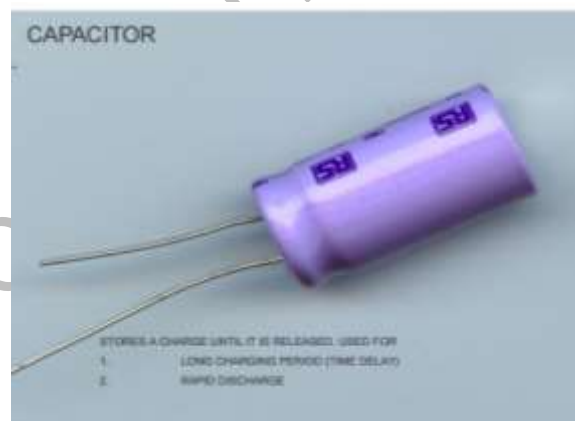 CAPACITOR
RS
RS
STORES A CHARGE UNTIL IT IS RELEASED. USED FOR
1. LONG CHARGING PERIOD (TIME DELAY)
2. RAPID DISCHARGE